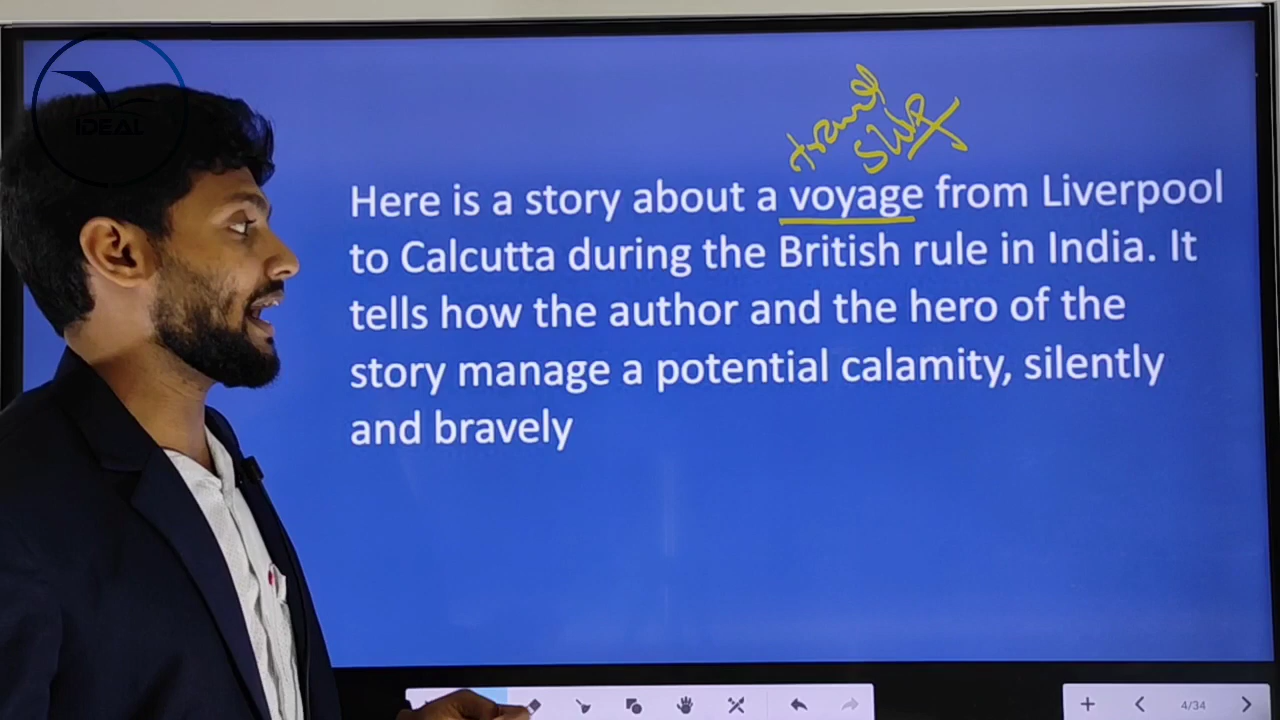 IDEAL
travel
Here is a story about a voyage from Liverpool
to Calcutta during the British rule in India. It
tells how the author and the hero of the
story manage a potential calamity, silently
and bravely
4/34